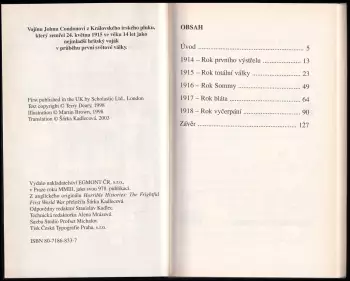 Vojínu Johnu Condonovi z Královského irského pluku,
který zemřel 24. května 1915 ve věku 14 let jako
nejmladší britský voják
v průběhu první světové války.
First published in the UK by Scholastic Ltd., London
Text copyright © Terry Deary, 1998
Illustration © Martin Brown, 1998
Translation © Šárka Kadlecová, 2003
Vydalo nakladatelství EGMONT ČR, s.r.o.,
v Praze roku MMIII, jako svou 979. publikaci.
Z anglického originálu Horrible Histories: The Frightful
First World War přeložila Šárka Kadlecová
Odpovědný redaktor Stanislav Kadlec
Technická redaktorka Alena Mrázová
Sazba Studio Profset Michalov
Tisk Česká Typografie Praha, s.r.o.
ISBN 80-7186-833-7
OBSAH
Úvod 5
1914 – Rok prvního výstřelu 13
1915 – Rok totální války 23
1916 – Rok Sommy 49
1917 – Rok bláta 64
1918 – Rok vyčerpání 90
Závěr 127